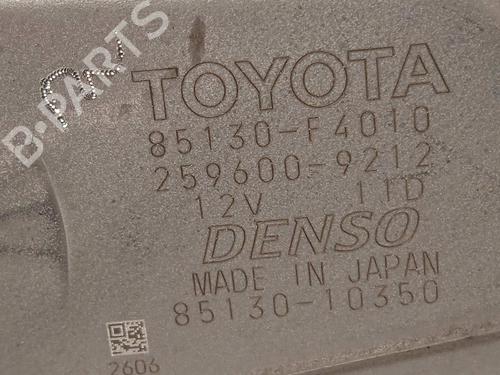 B-PARTS
TOYOTA
85130-F4010
259600-9212
12V 11D
DENSO
MADE IN JAPAN
85130-10350
2606